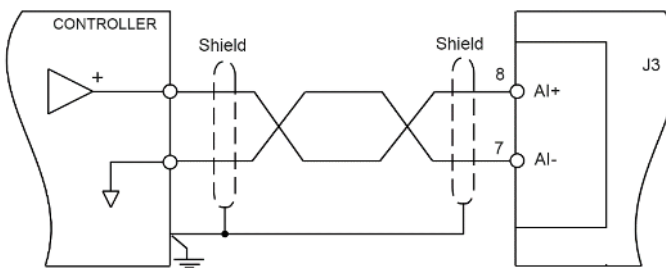 CONTROLLER
Shield
Shield
J3
+
8
AI+
7
AI-